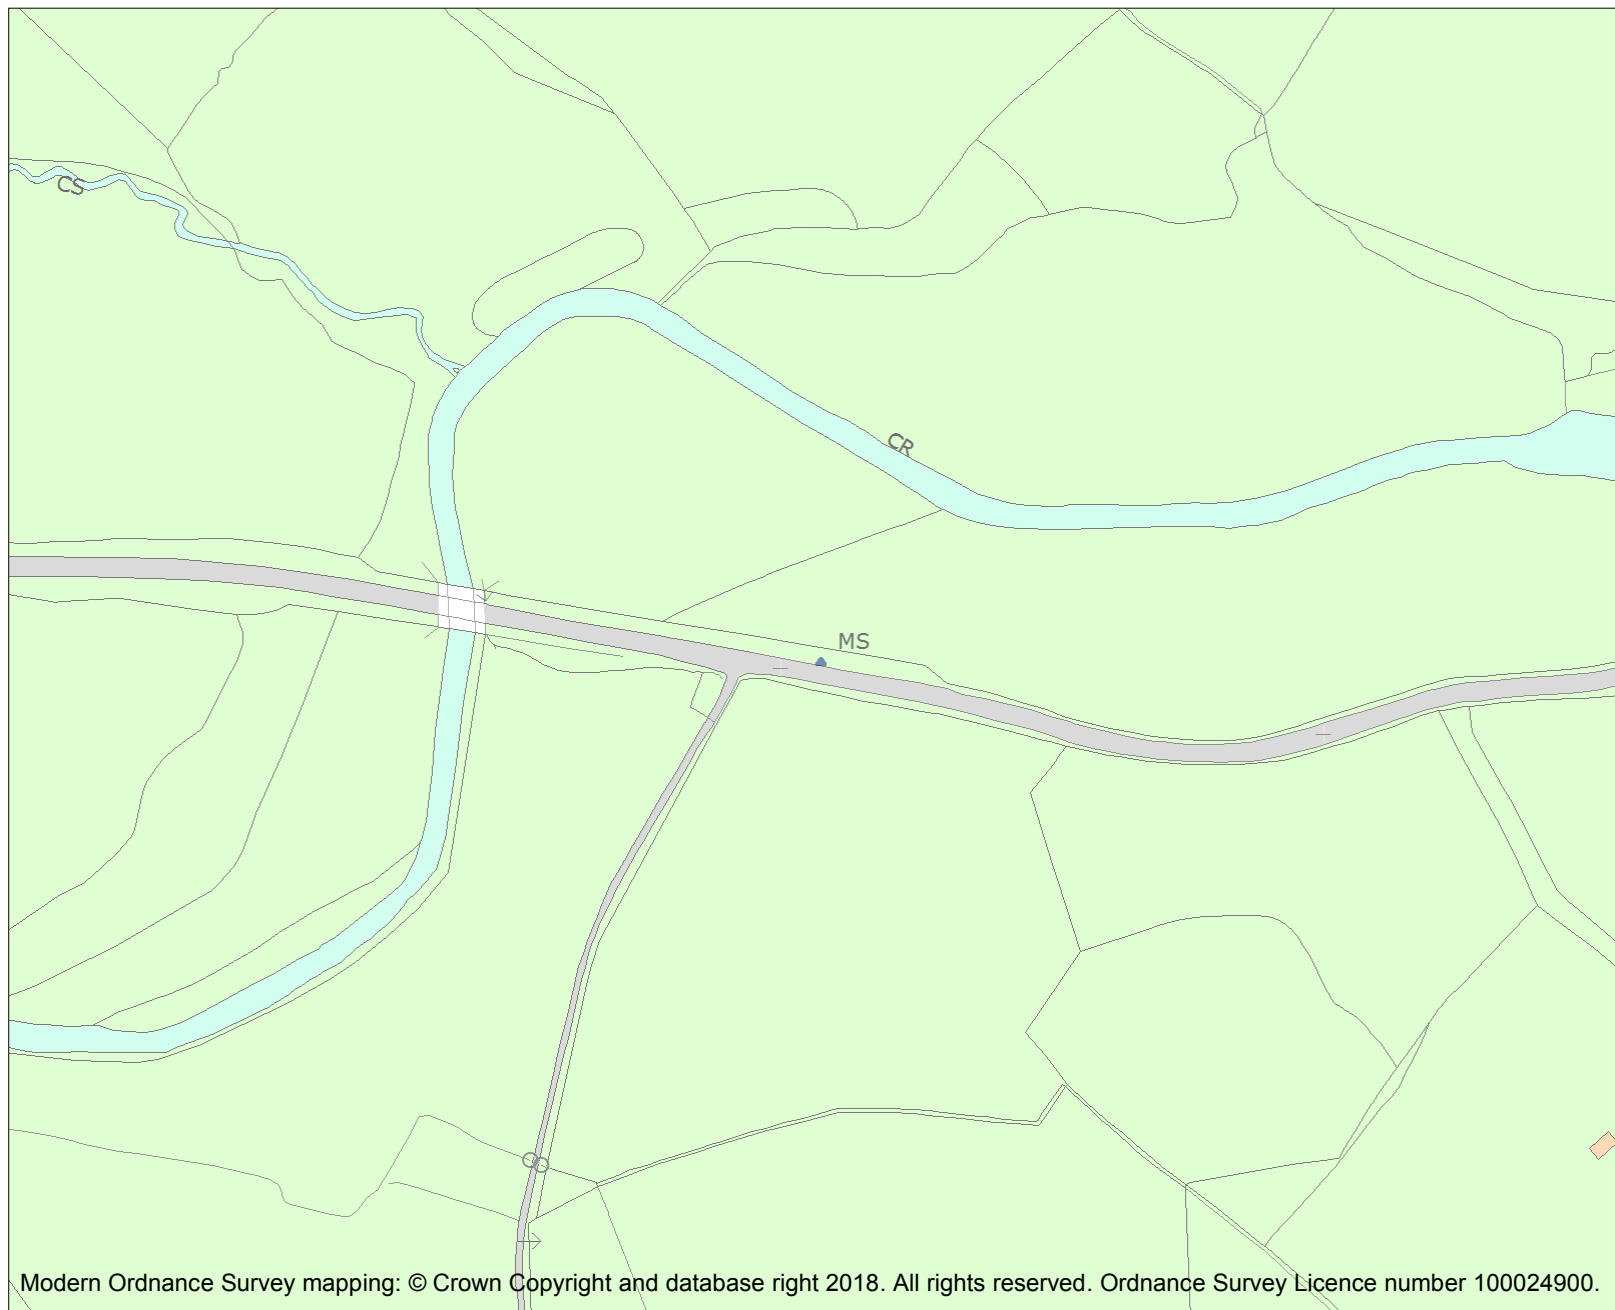 CS
CR
MS
Modern Ordnance Survey mapping: © Crown Copyright and database right 2018. All rights reserved. Ordnance Survey Licence number 100024900.